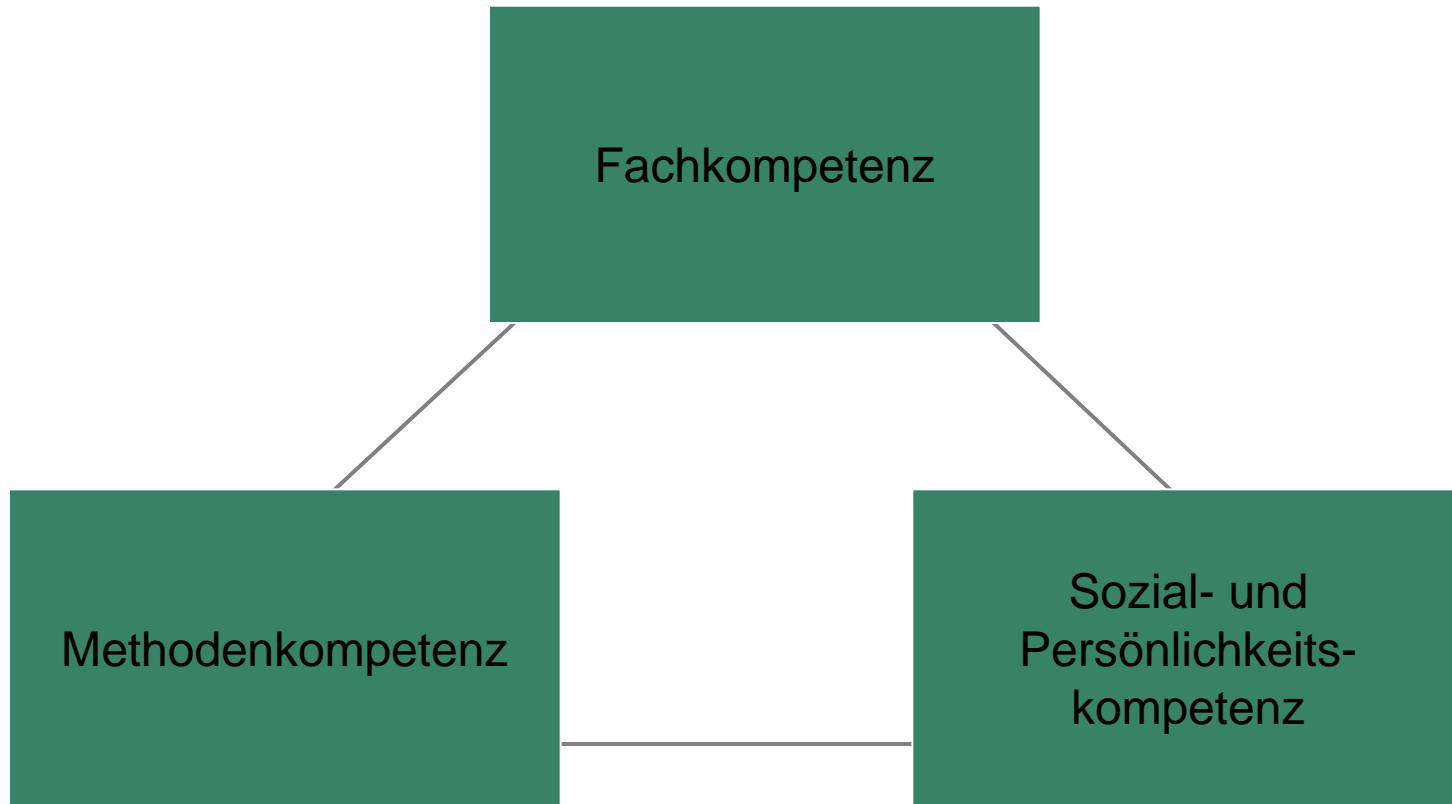 Fachkompetenz
Methodenkompetenz
Sozial- und
Persönlichkeits-
kompetenz